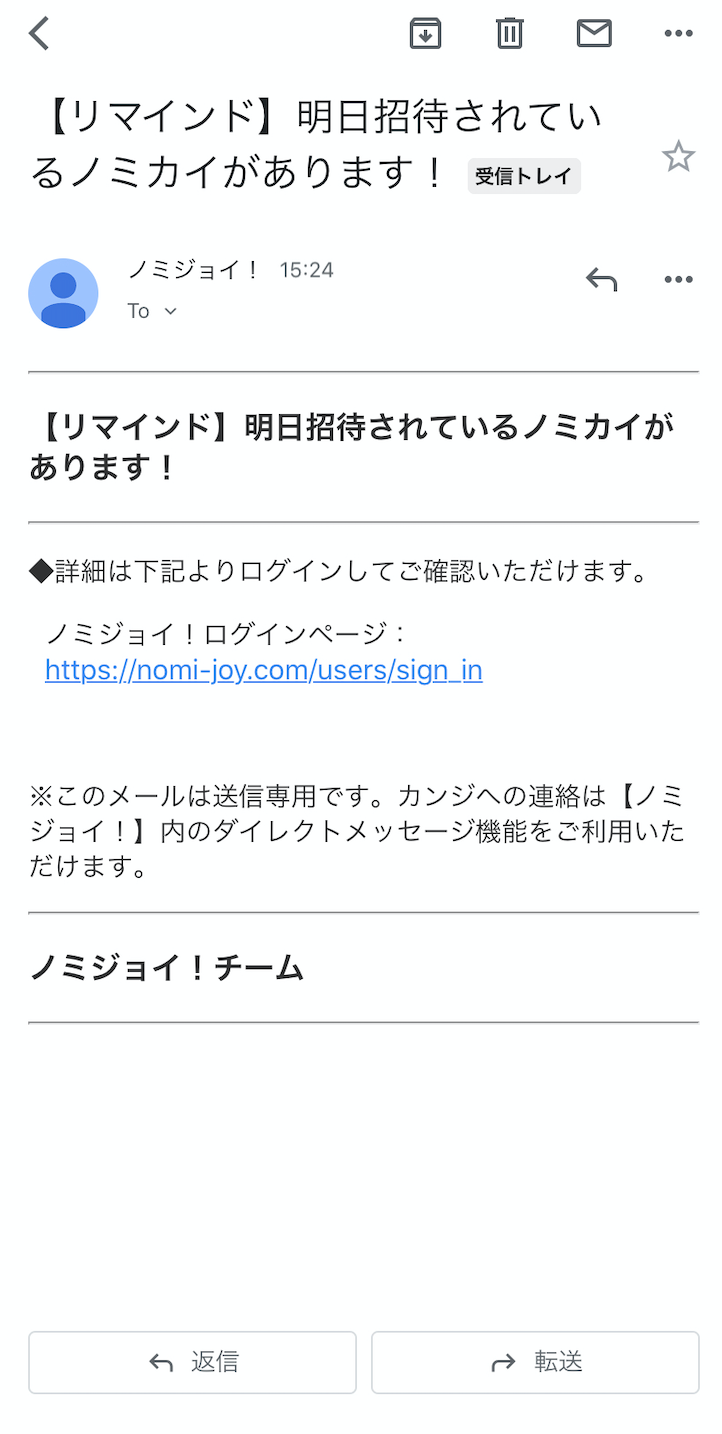 【リマインド】明日招待されてい
るノミカイがあります！ 受信トレイ
ノミジョイ！ 15:24
To
【リマインド】明日招待されているノミカイが
あります！
◆詳細は下記よりログインしてご確認いただけます。
ノミジョイ！ログインページ：
https://nomi-joy.com/users/sign_in
※このメールは送信専用です。カンジへの連絡は【ノミ
ジョイ！】内のダイレクトメッセージ機能をご利用いた
だけます。
ノミジョイ！チーム
返信
転送